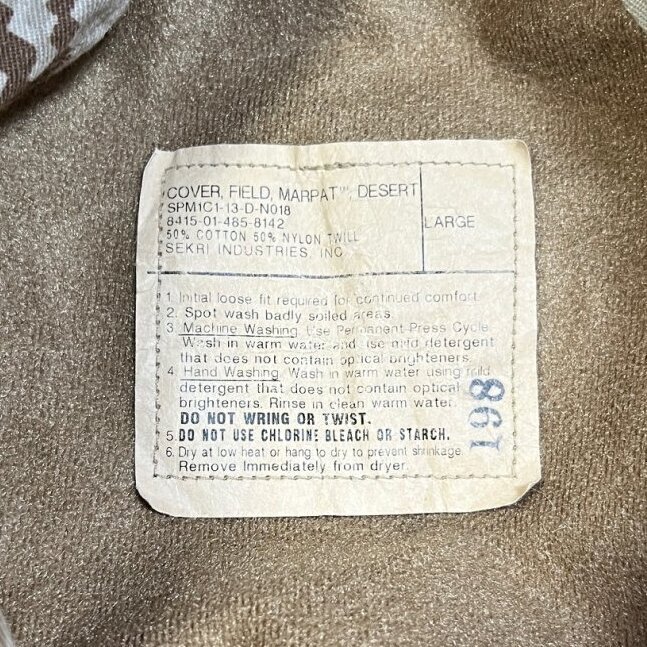 COVER, FIELD, MARPAT™, DESERT
SPM1C1-13-D-N018
8415-01-485-8142
50% COTTON 50% NYLON TWILL
SEKRI INDUSTRIES, INC
LARGE
1. Initial loose fit required for continued comfort.
2. Spot wash badly soiled areas.
3. Machine Washing. Use Permanent Press Cycle.
Wash in warm water and use mild detergent
that does not contain optical brighteners.
4. Hand Washing. Wash in warm water using mild
detergent that does not contain optical
brighteners. Rinse in clean warm water.
DO NOT WRING OR TWIST.
5. DO NOT USE CHLORINE BLEACH OR STARCH.
6. Dry at low heat or hang to dry to prevent shrinkage.
Remove Immediately from dryer.
198